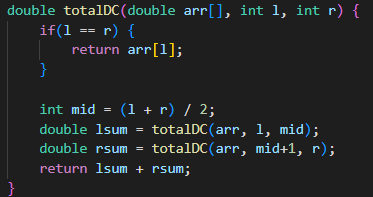 double totalDC(double arr[], int l, int r) {
    if(l == r) {
        return arr[l];
    }

    int mid = (l + r) / 2;
    double lsum = totalDC(arr, l, mid);
    double rsum = totalDC(arr, mid+1, r);
    return lsum + rsum;
}